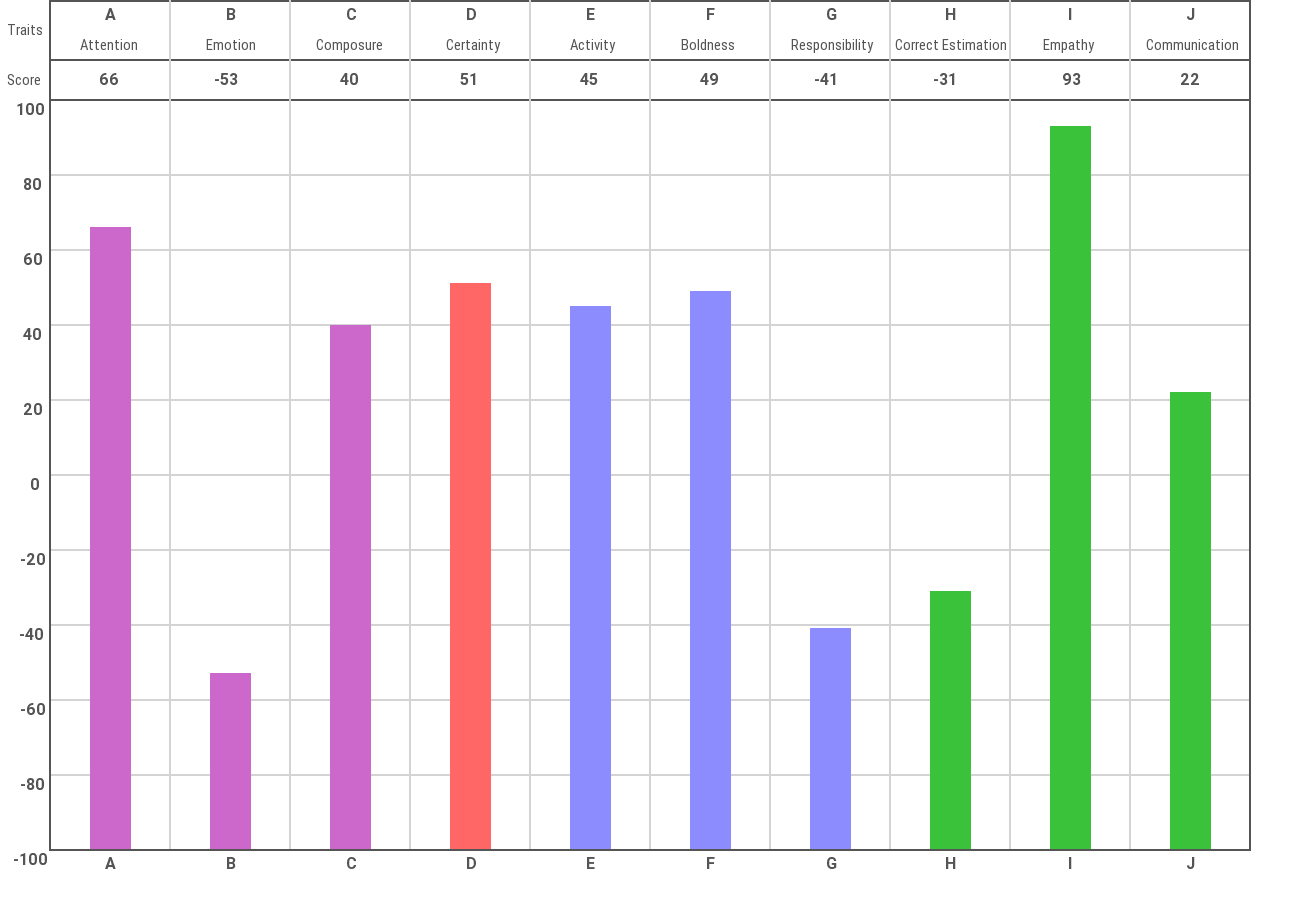 A B C D E F G H I J
Traits
Attention Emotion Composure Certainty Activity Boldness Responsibility Correct Estimation Empathy Communication
Score 66 -53 40 51 45 49 -41 -31 93 22
100
80
60
40
20
0
-20
-40
-60
-80
-100
A B C D E F G H I J